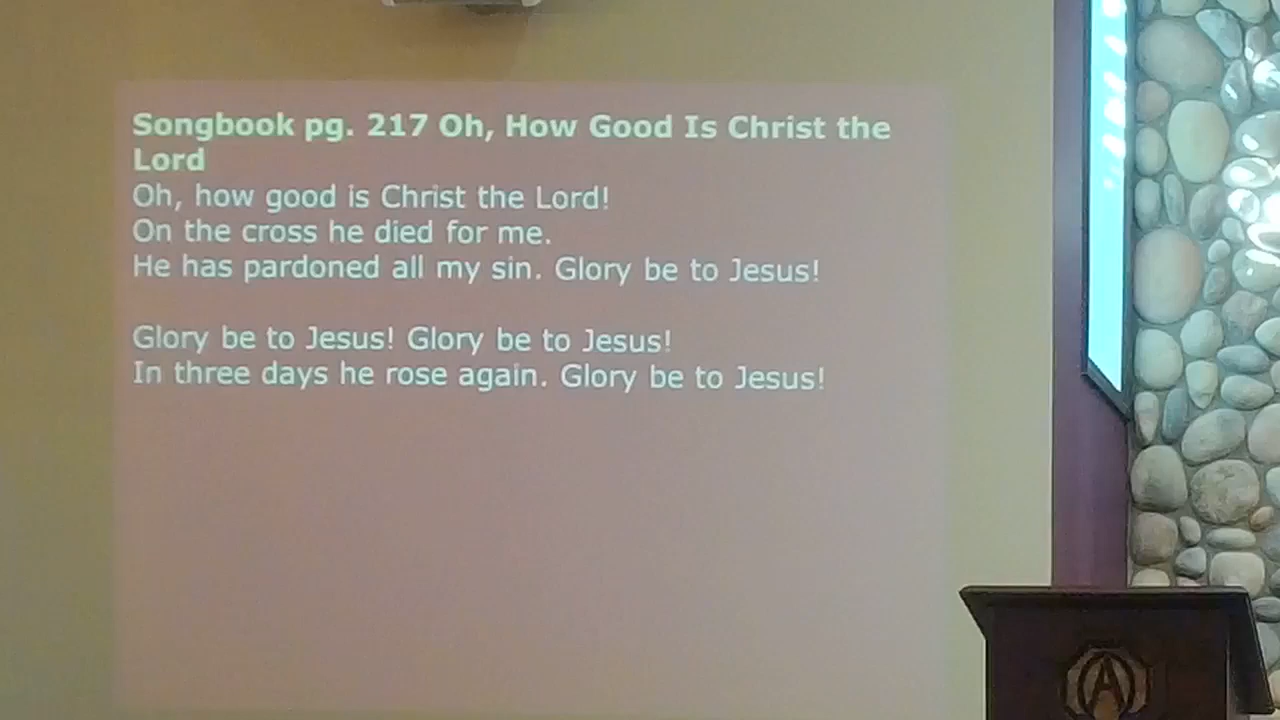 Songbook pg. 217 Oh, How Good Is Christ the
Lord
Oh, how good is Christ the Lord!
On the cross he died for me.
He has pardoned all my sin. Glory be to Jesus!
Glory be to Jesus! Glory be to Jesus!
In three days he rose again. Glory be to Jesus!